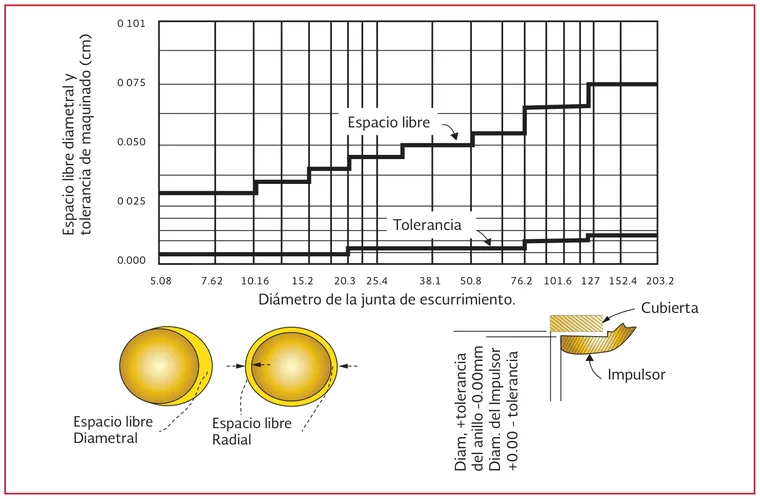 Espacio libre diametral y
tolerancia de maquinado (cm)
0 101
0 075
0.050
0 025
0.000
Espacio libre
Tolerancia
5.08 7.62 10.16 15.2 20.3 25.4 38.1 50.8 76.2 101.6 127 152.4 203.2
Diámetro de la junta de escurrimiento.
Espacio libre
Diametral
Espacio libre
Radial
Diam, +tolerancia
del anillo -0.00mm
Diam. del Impulsor
+0.00 - tolerancia
Cubierta
Impulsor